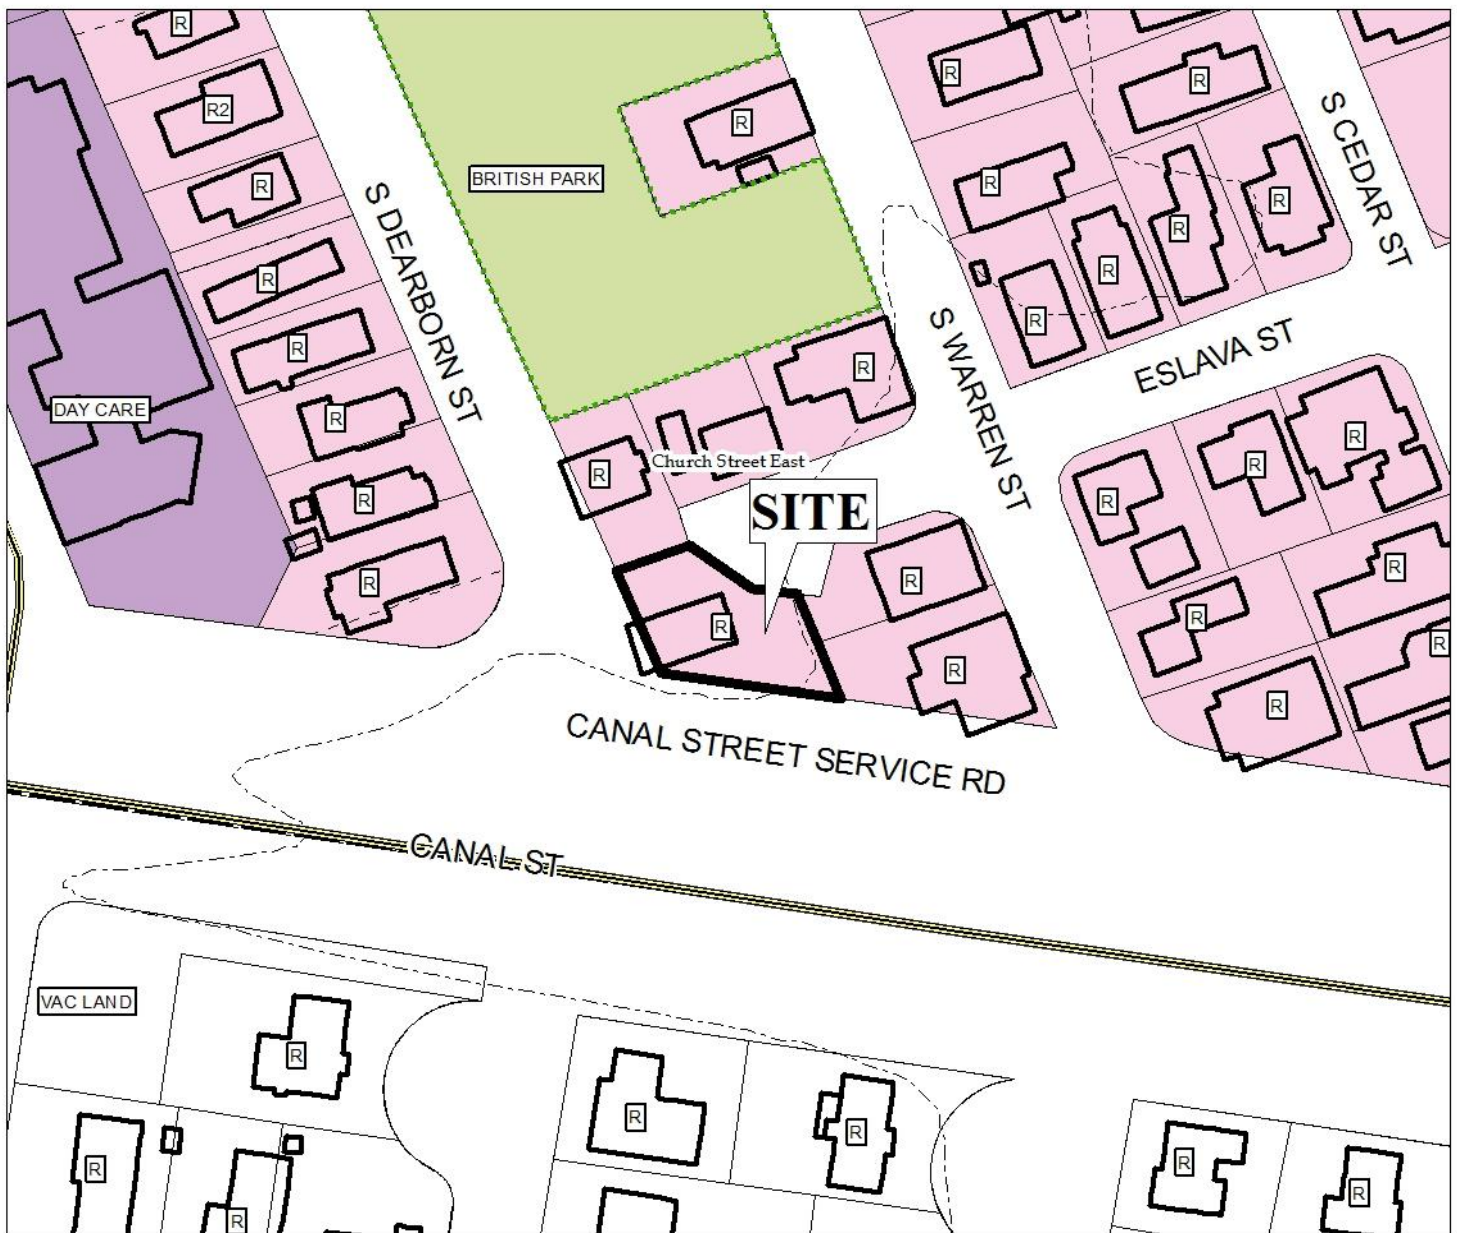 R
R
R2
R
R
R
R
BRITISH PARK
R
R
R
S CEDAR ST
S DEARBORN ST
R
R
R
R
R
R
S WARREN ST
ESLAVA ST
R
R
R
DAY CARE
R
R
R
Church Street East
R
R
R
SITE
R
R
R
R
R
R
R
R
R
CANAL STREET SERVICE RD
CANAL ST
VAC LAND
R
R
R
R
R
R
R